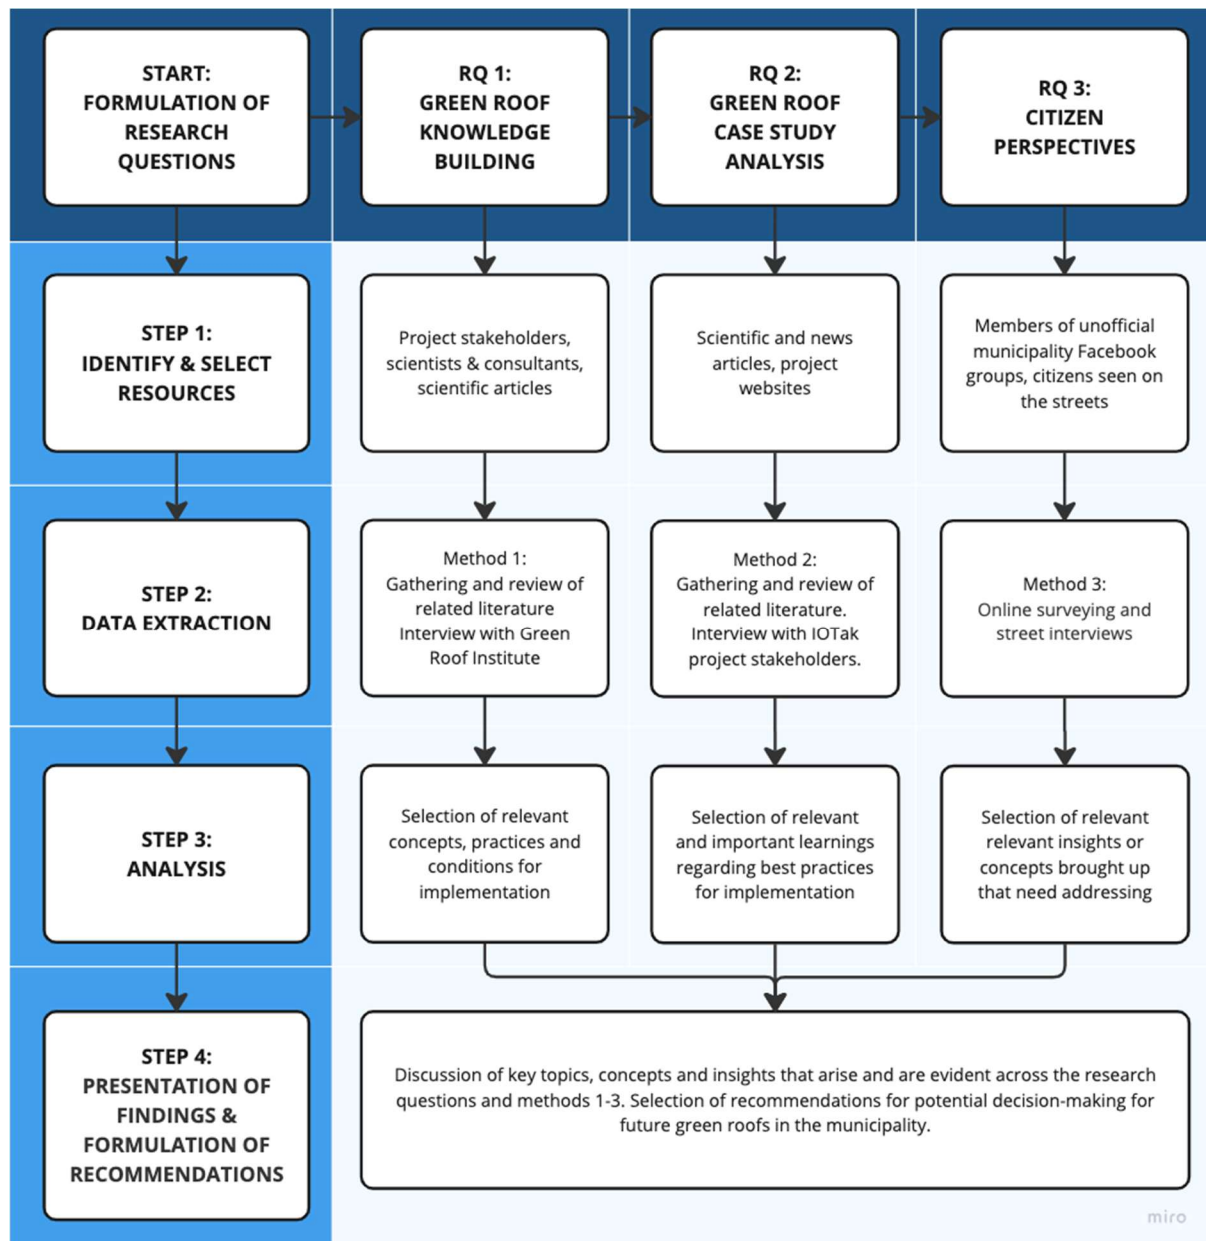 START:
FORMULATION OF
RESEARCH
QUESTIONS
RQ 1:
GREEN ROOF
KNOWLEDGE
BUILDING
RQ 2:
GREEN ROOF
CASE STUDY
ANALYSIS
RQ 3:
CITIZEN
PERSPECTIVES
STEP 1:
IDENTIFY & SELECT
RESOURCES
Project stakeholders,
scientists & consultants,
scientific articles
Scientific and news
articles, project
websites
Members of unofficial
municipality Facebook
groups, citizens seen on
the streets
STEP 2:
DATA EXTRACTION
Method 1:
Gathering and review of
related literature
Interview with Green
Roof Institute
Method 2:
Gathering and review of
related literature.
Interview with IOTak
project stakeholders.
Method 3:
Online surveying and
street interviews
STEP 3:
ANALYSIS
Selection of relevant
concepts, practices and
conditions for
implementation
Selection of relevant
and important learnings
regarding best practices
for implementation
Selection of relevant
relevant insights or
concepts brought up
that need addressing
STEP 4:
PRESENTATION OF
FINDINGS &
FORMULATION OF
RECOMMENDATIONS
Discussion of key topics, concepts and insights that arise and are evident across the research
questions and methods 1-3. Selection of recommendations for potential decision-making for
future green roofs in the municipality.
miro